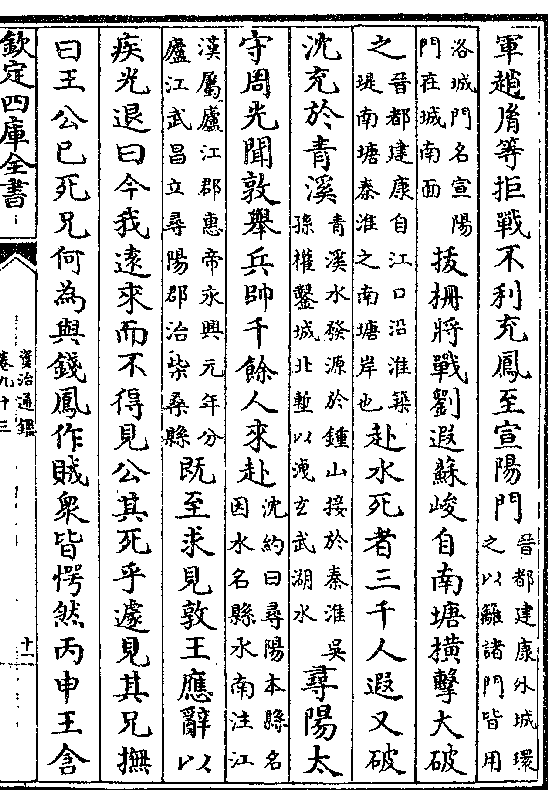 軍趙胤等拒戰不利充鳳至宣陽門晉都建康外城環
之以籬諸門皆用
洛城門名宣陽
門在城南面
拔柵將戰劉遐蘇峻自南塘横擊大破
之晉都建康自江口沿淮築
堤南塘秦淮之南塘岸也
赴水死者三千人遐又破
沈充於青溪青溪水發源於鍾山接於秦淮吳
孫權鑿城北塹以洩玄武湖水
尋陽太
守周光聞敦舉兵帥千餘人來赴沈約曰尋陽本縣名
因水名縣水南注江
漢屬廬江郡惠帝永興元年分
廬江武昌立尋陽郡治柴桑縣
既至求見敦王應辭以
疾光退曰今我逺來而不得見公其死乎遽見其兄撫
曰王公已死兄何為與錢鳳作賊衆皆愕然丙申王含
欽定四庫全書
資治通鑑
卷九十三
十一